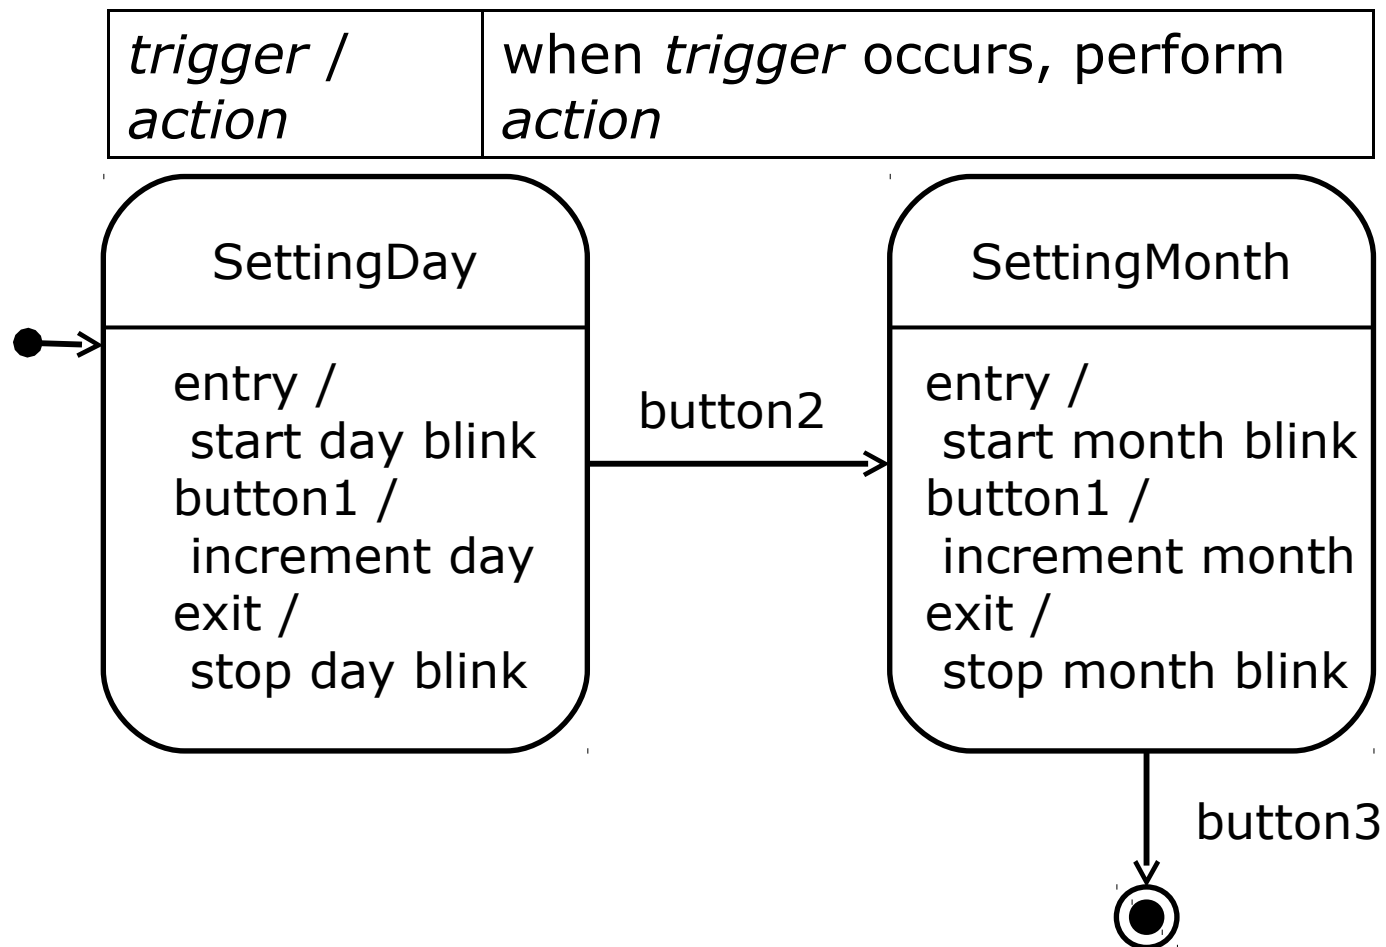 trigger /
action
when trigger occurs, perform
action
SettingDay
entry /
start day blink
button1 /
increment day
exit /
stop day blink
button2
SettingMonth
entry /
start month blink
button1 /
increment month
exit /
stop month blink
button3